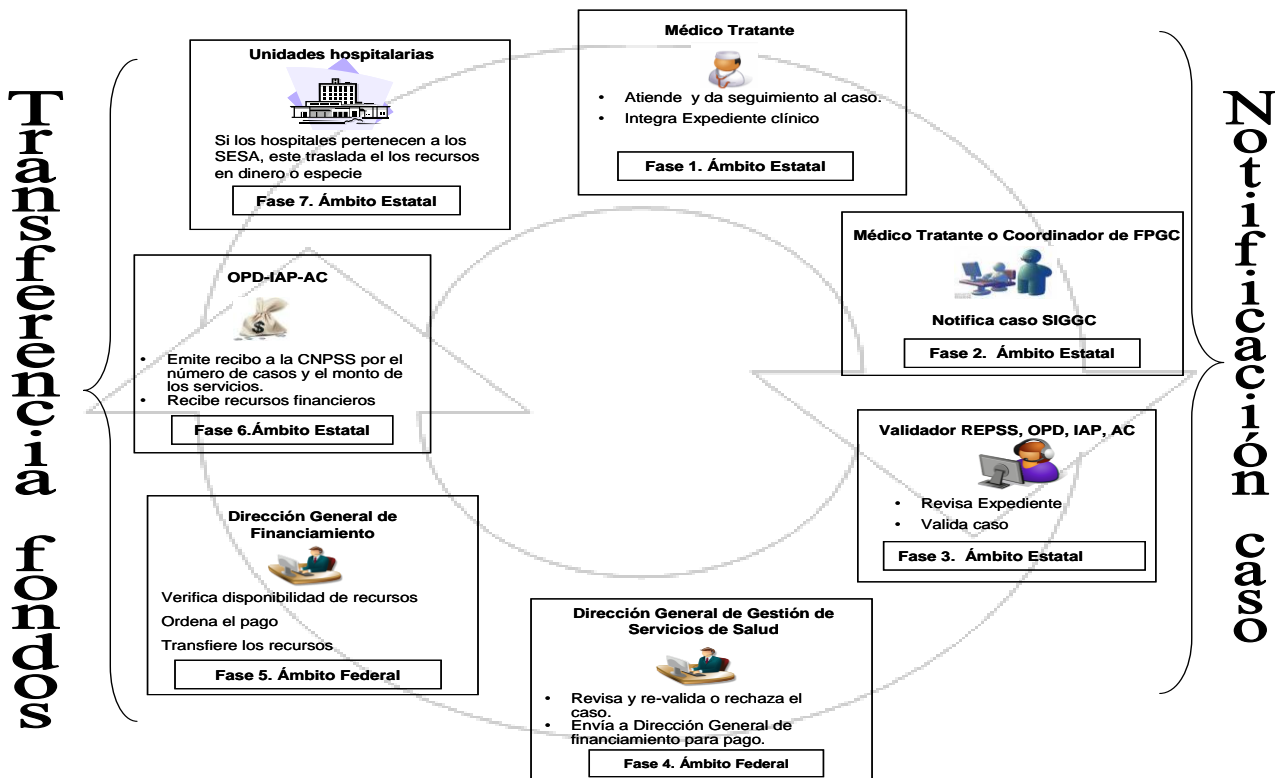 Transferencia fondos
Notificación caso
Médico Tratante
• Atiende y da seguimiento al caso.
• Integra Expediente clínico
Fase 1. Ámbito Estatal
Médico Tratante o Coordinador de FPGC
Notifica caso SIGGC
Fase 2. Ámbito Estatal
Validador REPSS, OPD, IAP, AC
• Revisa Expediente
• Valida caso
Fase 3. Ámbito Estatal
Dirección General de Gestión de
Servicios de Salud
• Revisa y re-valida o rechaza el
caso.
• Envía a Dirección General de
financiamiento para pago.
Fase 4. Ámbito Federal
Dirección General de
Financiamiento
Verifica disponibilidad de recursos
Ordena el pago
Transfiere los recursos
Fase 5. Ámbito Federal
OPD-IAP-AC
$
• Emite recibo a la CNPSS por el
número de casos y el monto de
los servicios.
• Recibe recursos financieros
Fase 6.Ámbito Estatal
Unidades hospitalarias
Si los hospitales pertenecen a los
SESA, este traslada el los recursos
en dinero o especie
Fase 7. Ámbito Estatal